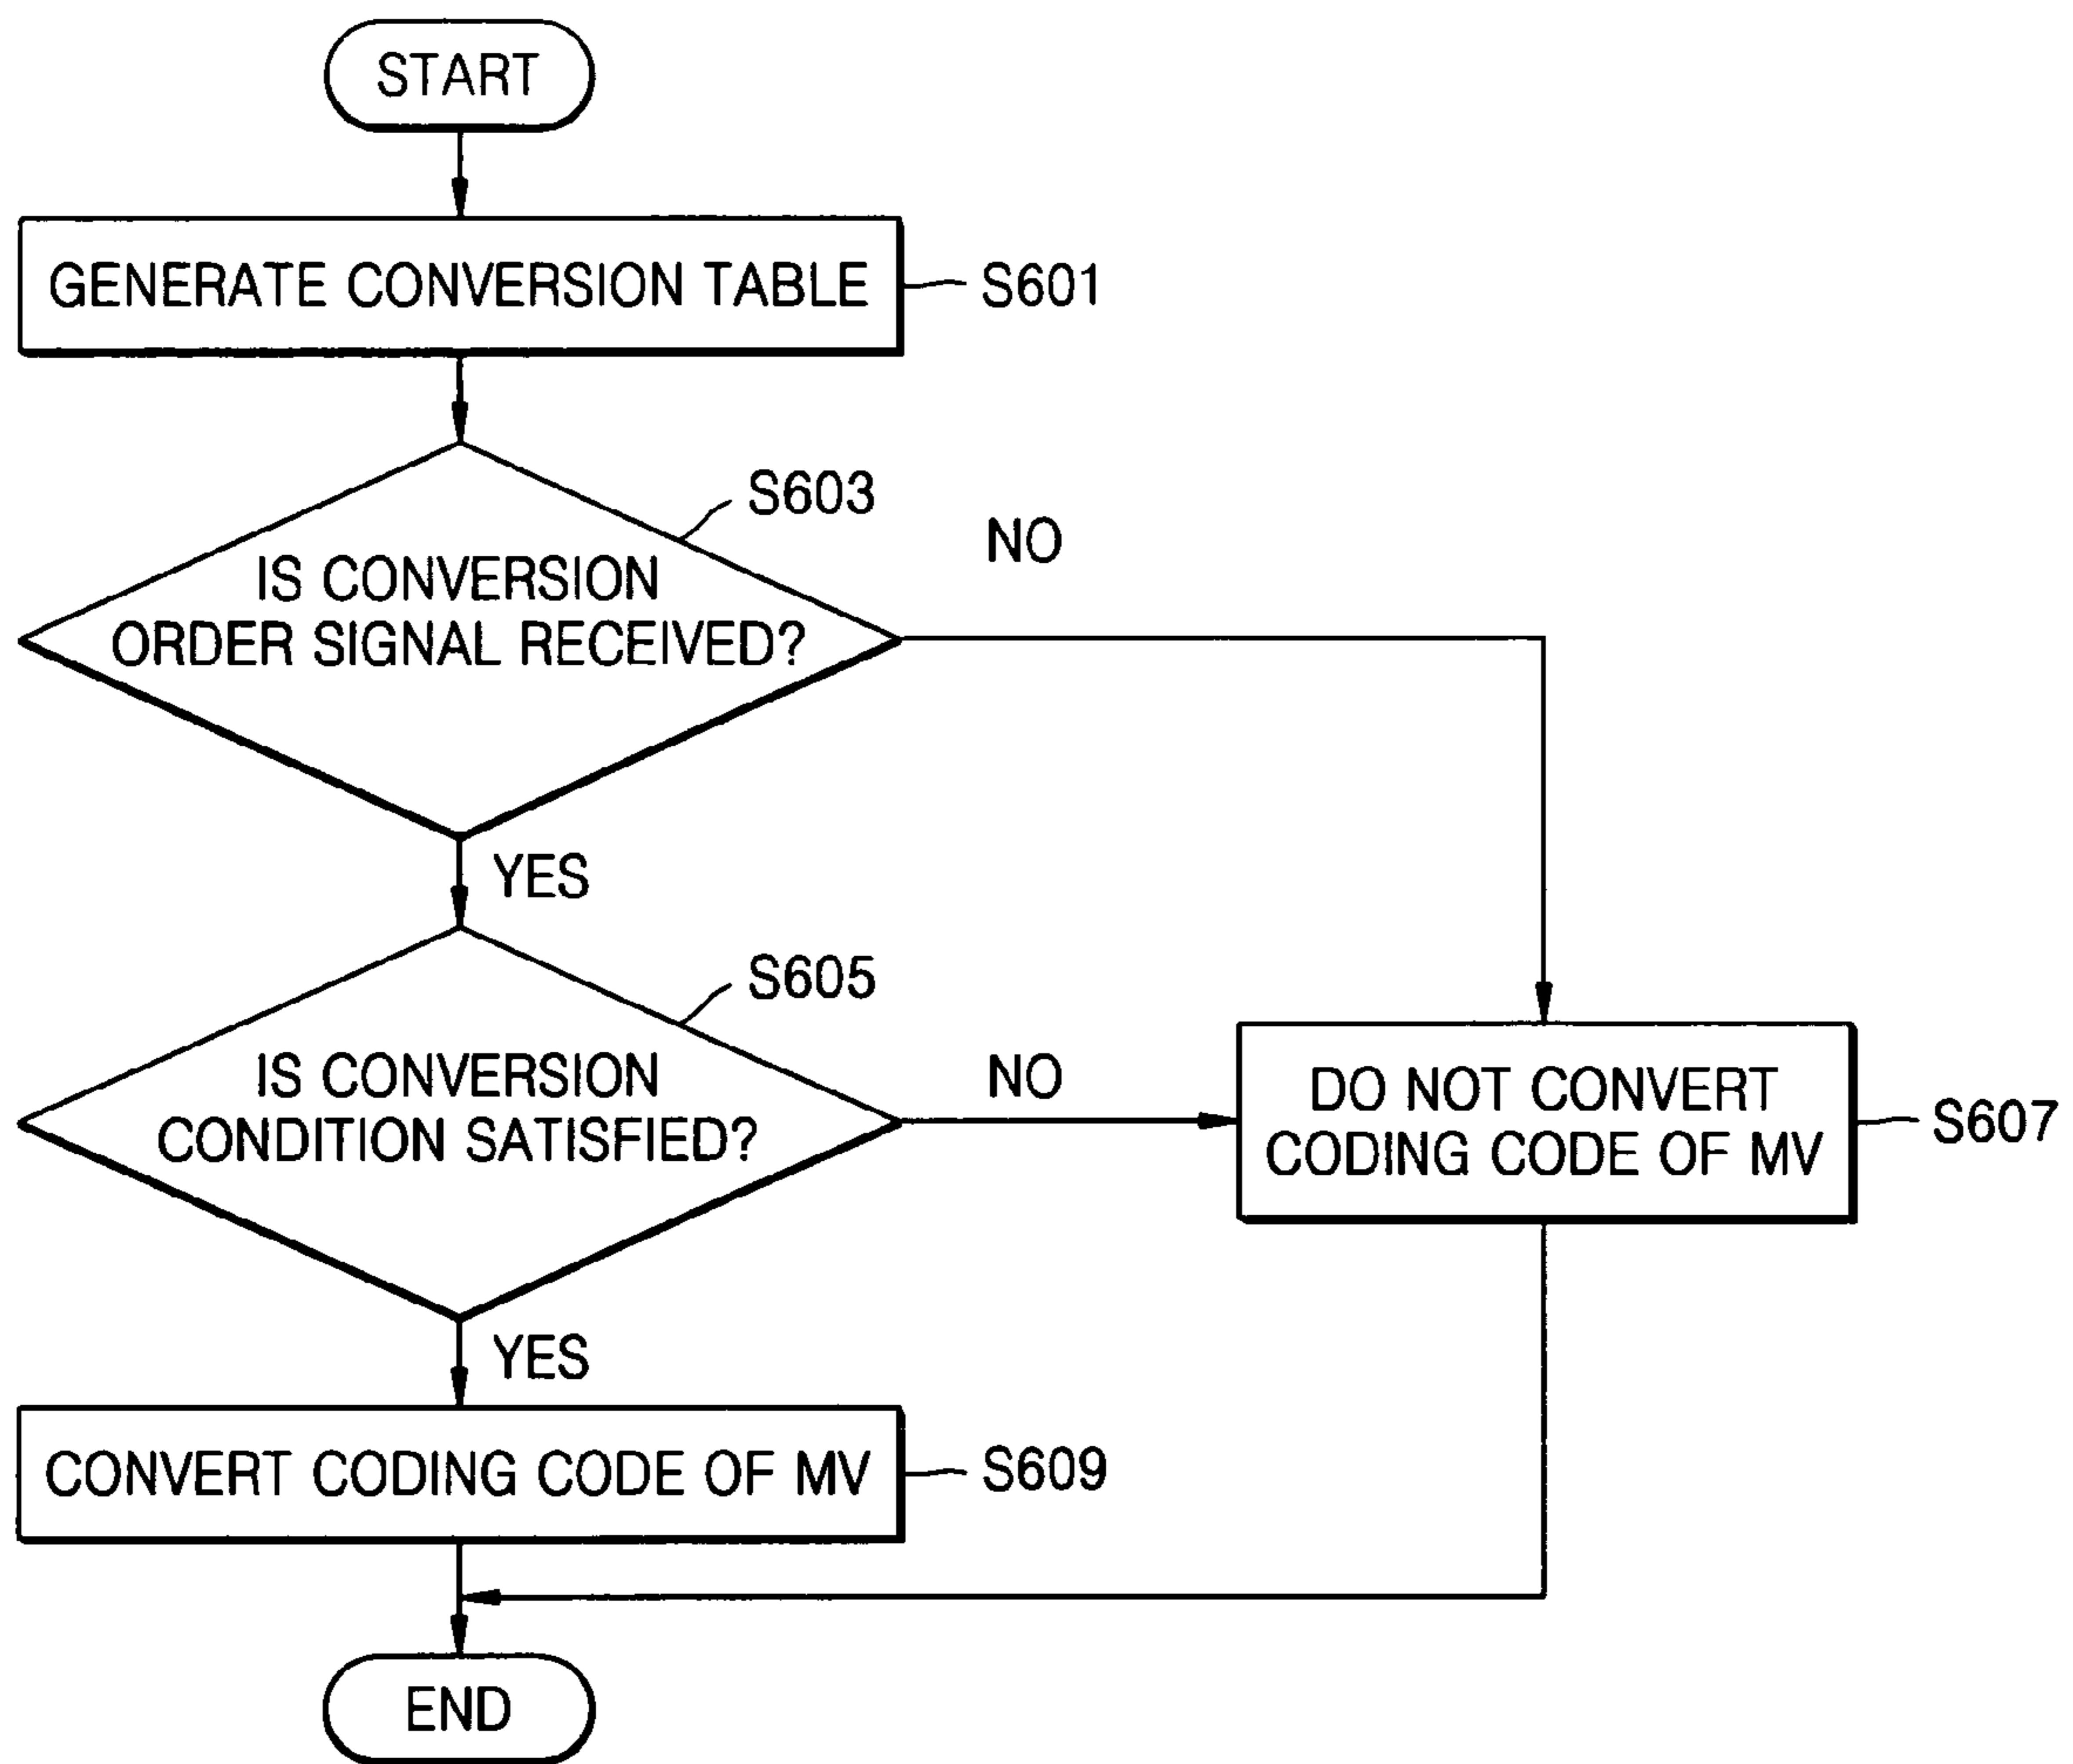 START
GENERATE CONVERSION TABLE
S601
S603
NO
IS CONVERSION
ORDER SIGNAL RECEIVED?
YES
S605
IS CONVERSION
CONDITION SATISFIED?
NO
DO NOT CONVERT
CODING CODE OF MV
S607
YES
CONVERT CODING CODE OF MV
S609
END